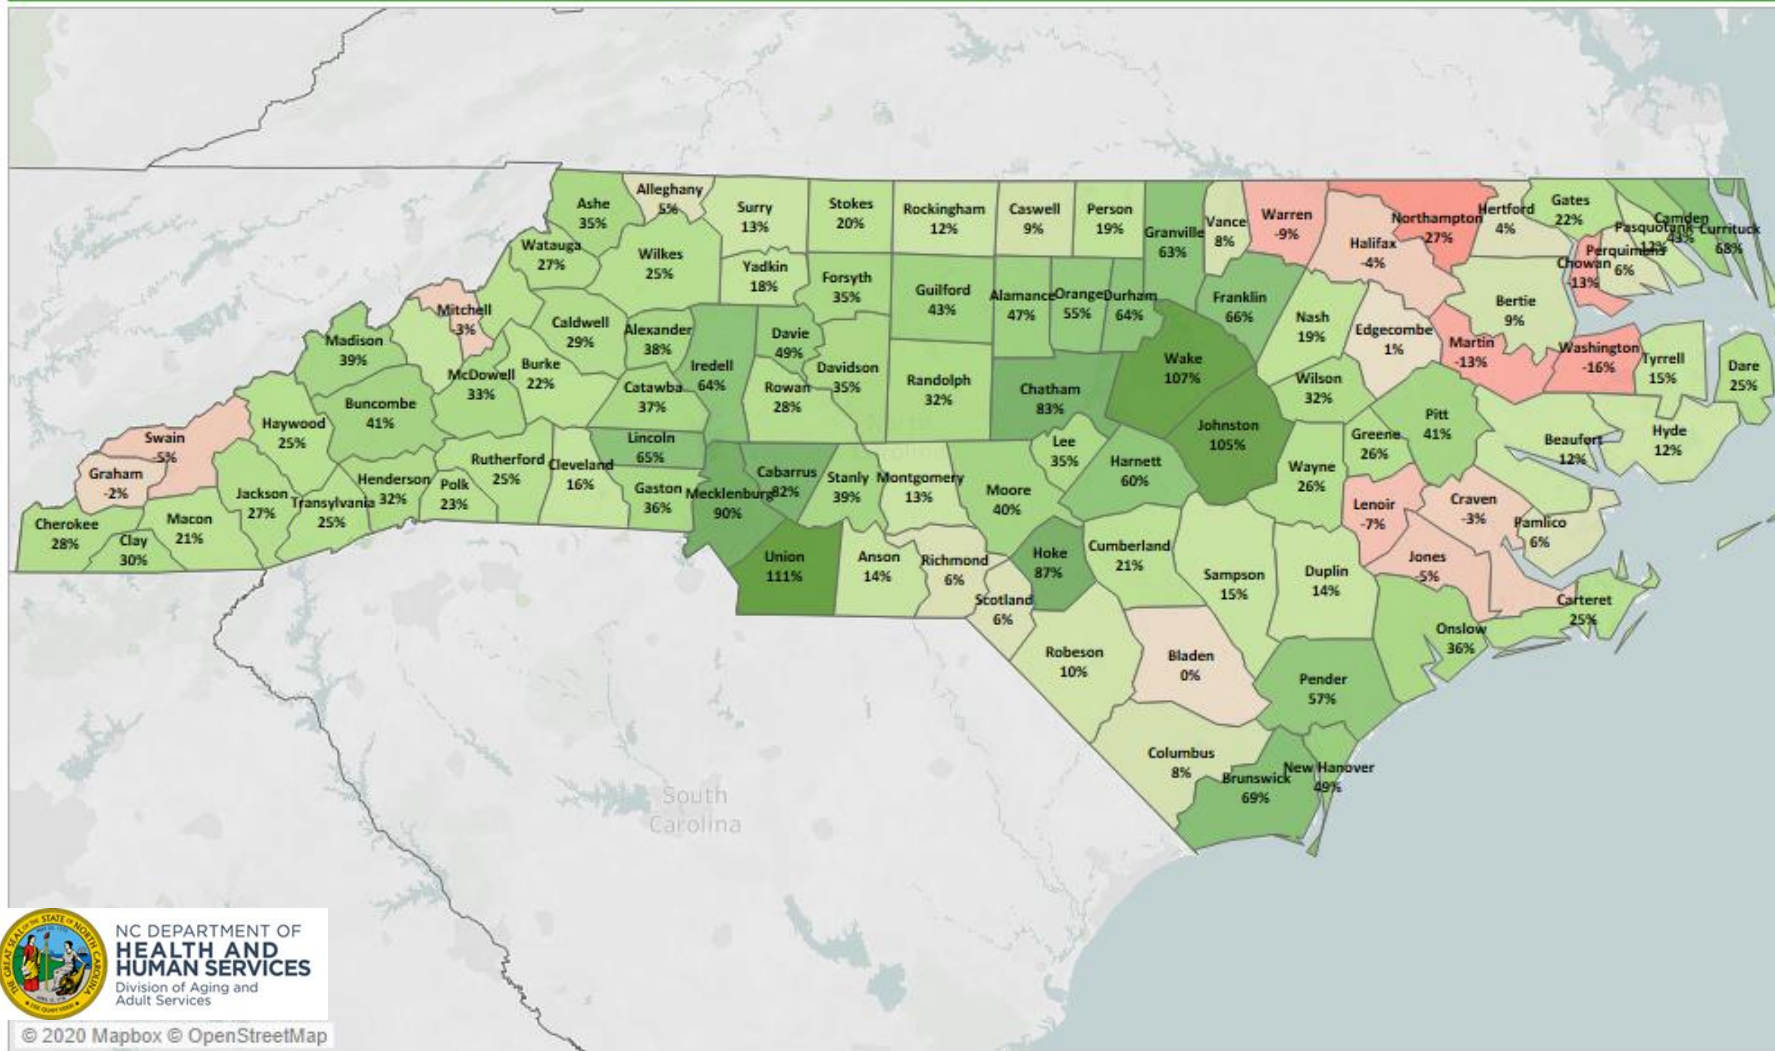 Alleghany
5%
Ashe
35%
Surry
13%
Stokes
20%
Rockingham
12%
Caswell
9%
Person
19%
Granville
63%
Vance
8%
Warren
-9%
Northampton
-27%
Hertford
4%
Gates
22%
Pasquotank
12%
Camden
43%
Currituck
68%
Perquimans
6%
Chowan
-13%
Halifax
-4%
Watauga
27%
Wilkes
25%
Yadkin
18%
Forsyth
35%
Guilford
43%
Alamance
47%
Orange
55%
Durham
64%
Franklin
66%
Nash
19%
Edgecombe
1%
Bertie
9%
Martin
-13%
Washington
-16%
Tyrrell
15%
Dare
25%
Mitchell
-3%
Madison
39%
Caldwell
29%
Alexander
38%
Iredell
64%
Davie
49%
Davidson
35%
Randolph
32%
Chatham
83%
Wake
107%
Wilson
32%
Johnston
105%
Pitt
41%
Greene
26%
Beaufort
12%
Hyde
12%
McDowell
33%
Burke
22%
Catawba
37%
Rowan
28%
Buncombe
41%
Haywood
25%
Swain
-5%
Graham
-2%
Lincoln
65%
Cabarrus
82%
Stanly
39%
Montgomery
13%
Lee
35%
Harnett
60%
Wayne
26%
Moore
40%
Rutherford
25%
Cleveland
16%
Gaston
36%
Mecklenburg
90%
Henderson
32%
Polk
23%
Transylvania
25%
Jackson
27%
Macon
21%
Cherokee
28%
Clay
30%
Lenoir
-7%
Craven
-3%
Pamlico
6%
Jones
-5%
Union
111%
Anson
14%
Richmond
6%
Scotland
6%
Hoke
87%
Cumberland
21%
Sampson
15%
Duplin
14%
Carteret
25%
Onslow
36%
Robeson
10%
Bladen
0%
Pender
57%
Columbus
8%
Brunswick
69%
New Hanover
49%
South
Carolina
NC DEPARTMENT OF
HEALTH AND
HUMAN SERVICES
Division of Aging and
Adult Services
© 2020 Mapbox © OpenStreetMap